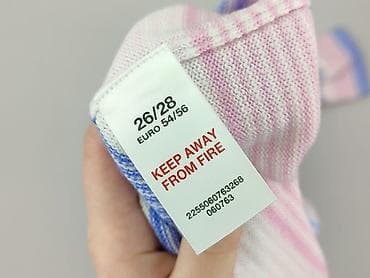 26/28
EURO 54/56
KEEP AWAY
FROM FIRE
2255060763268
060763